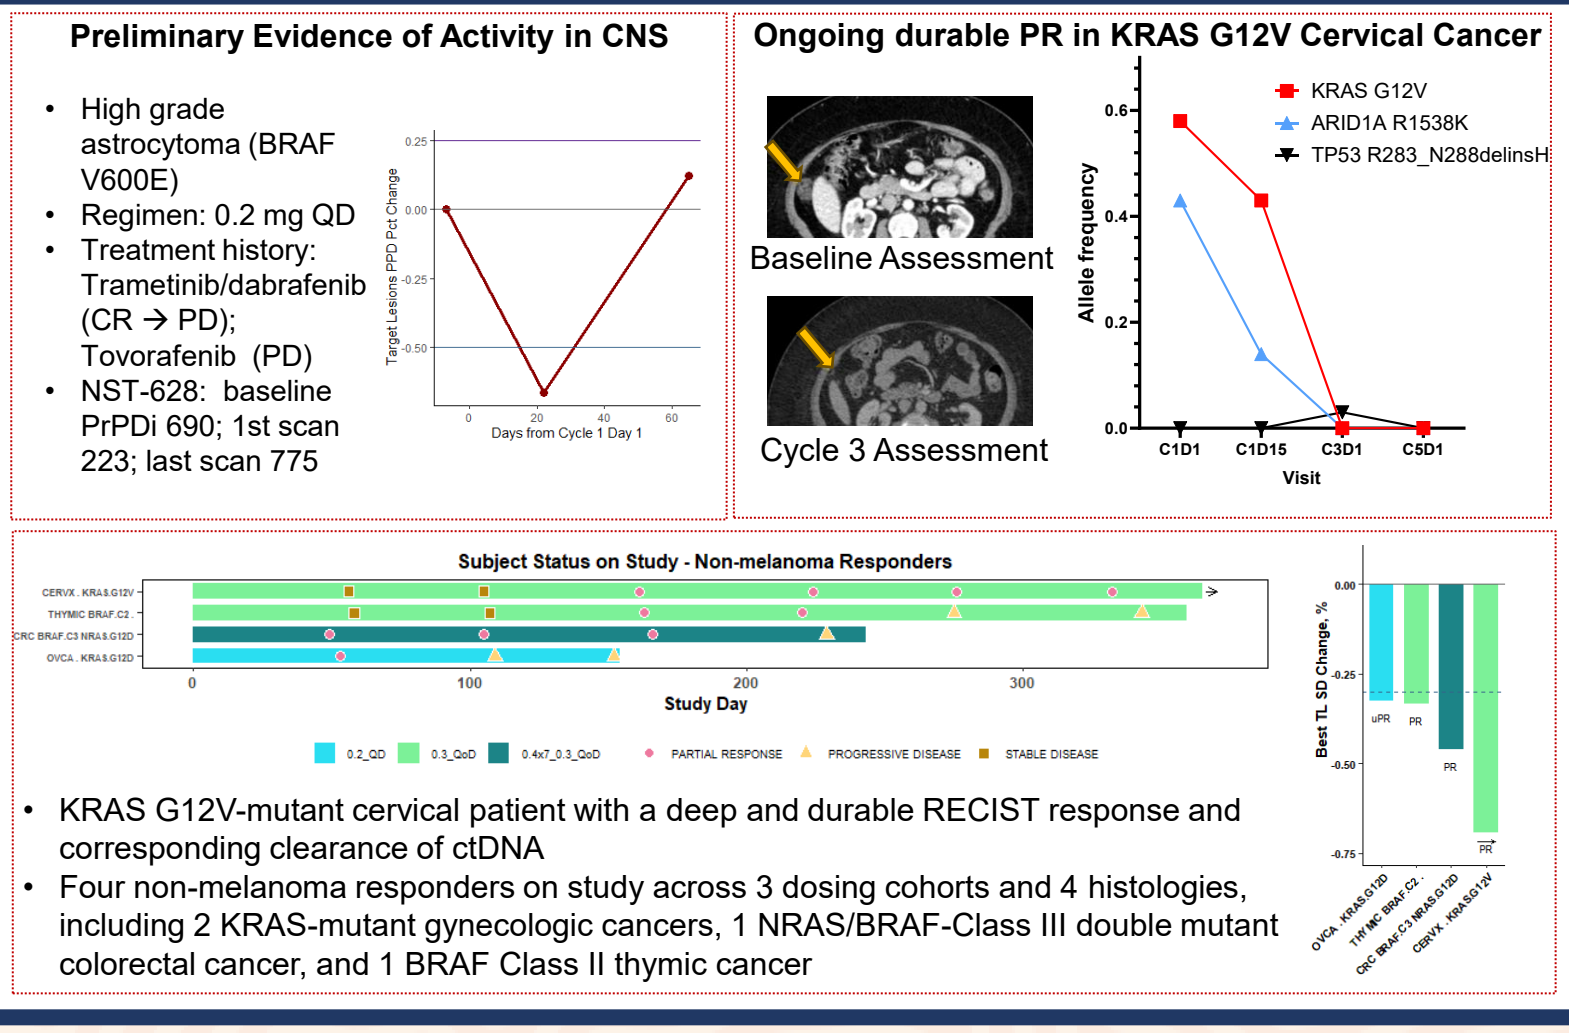 Preliminary Evidence of Activity in CNS
• High grade
astrocytoma (BRAF
V600E)
• Regimen: 0.2 mg QD
• Treatment history:
Trametinib/dabrafenib
(CR → PD);
Tovorafenib (PD)
• NST-628: baseline
PrPDi 690; 1st scan
223; last scan 775
Target Lesions PPD Pct Change
0.25
0.00
-0.25
-0.50
0 20 40 60
Days from Cycle 1 Day 1
Ongoing durable PR in KRAS G12V Cervical Cancer
Baseline Assessment
Cycle 3 Assessment
KRAS G12V
ARID1A R1538K
TP53 R283_N288delinsH
Allele frequency
0.6
0.4
0.2
0.0
C1D1 C1D15 C3D1 C5D1
Visit
Subject Status on Study - Non-melanoma Responders
CERVX . KRAS.G12V
THYMIC BRAF.C2 .
CRC BRAF.C3 NRAS.G12D
OVCA . KRAS.G12D
0 100 200 300
Study Day
0.2_QD 0.3_QoD 0.4x7_0.3_QoD PARTIAL RESPONSE PROGRESSIVE DISEASE STABLE DISEASE
Best TL SD Change, %
0.00
-0.25
-0.50
-0.75
uPR
PR
PR
PR
OVCA . KRAS.G12D
THYMIC BRAF.C2 .
CRC BRAF.C3 NRAS.G12D
CERVX . KRAS.G12V
• KRAS G12V-mutant cervical patient with a deep and durable RECIST response and
corresponding clearance of ctDNA
• Four non-melanoma responders on study across 3 dosing cohorts and 4 histologies,
including 2 KRAS-mutant gynecologic cancers, 1 NRAS/BRAF-Class III double mutant
colorectal cancer, and 1 BRAF Class II thymic cancer